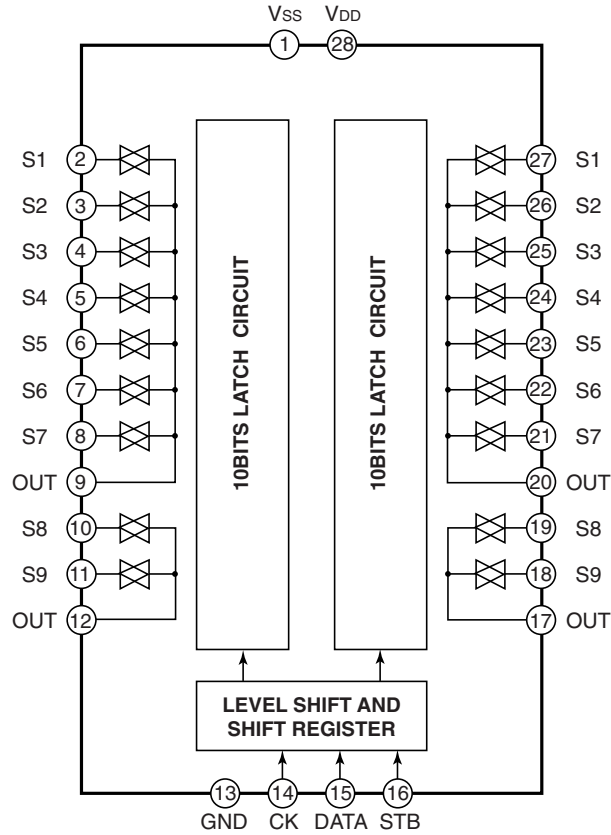 VSS VDD
1 28
S1 2 27 S1
S2 3 26 S2
S3 4 25 S3
S4 5 24 S4
S5 6 23 S5
S6 7 22 S6
S7 8 21 S7
OUT 9 20 OUT
S8 10 19 S8
S9 11 18 S9
OUT 12 17 OUT
10BITS LATCH CIRCUIT
10BITS LATCH CIRCUIT
LEVEL SHIFT AND
SHIFT REGISTER
13 14 15 16
GND CK DATA STB